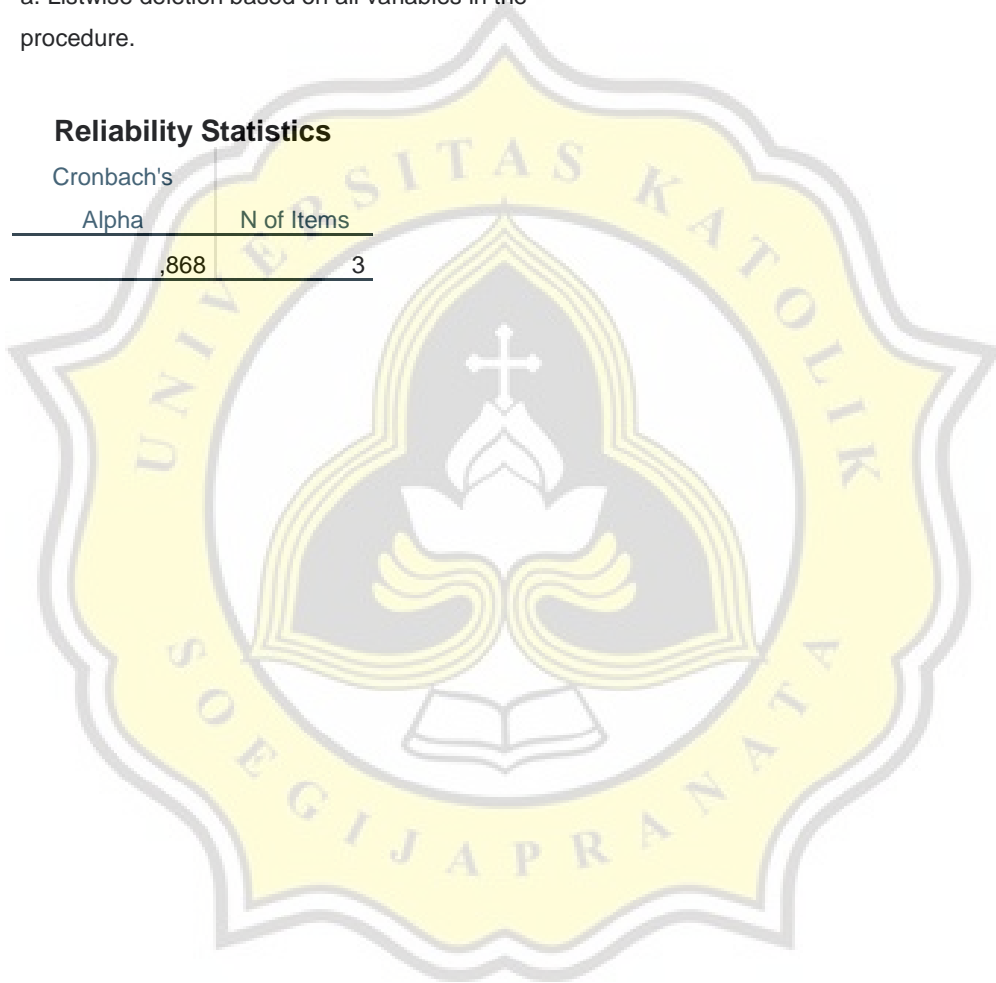 a. Listwise deletion based on all variables in the
procedure.
Reliability Statistics
Cronbach's
Alpha N of Items
,868 3
UNIVERSITAS KATOLIK
SOEGIJAPRANATA